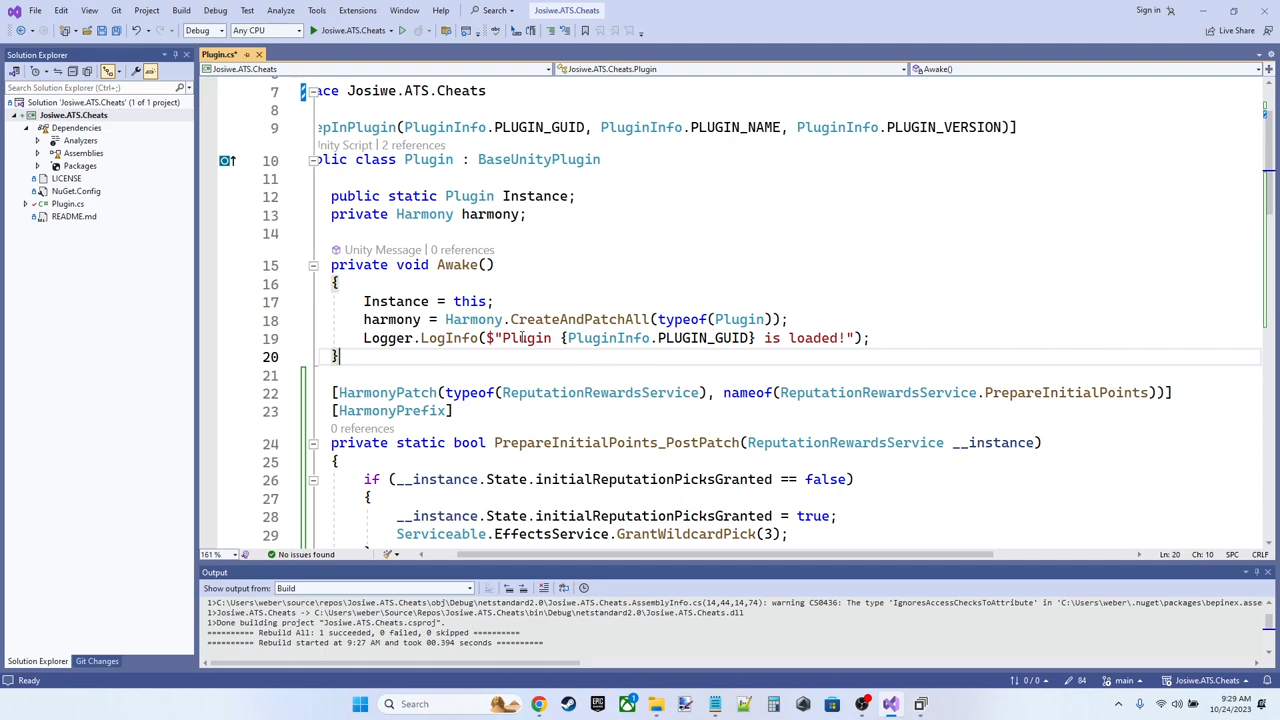 File Edit View Git Project Build Debug Test Analyze Tools Extensions Window Help Search Josiwe.ATS.Cheats Sign in
Debug Any CPU Josiwe.ATS.Cheats Live Share
Solution Explorer
Plugin.cs*
Josiwe.ATS.Cheats Josiwe.ATS.Cheats.Plugin Awake()
Search Solution Explorer (Ctrl+;)
Solution 'Josiwe.ATS.Cheats' (1 of 1 project)
Josiwe.ATS.Cheats
Dependencies
Analyzers
Assemblies
Packages
LICENSE
NuGet.Config
Plugin.cs
README.md
7 ace Josiwe.ATS.Cheats
8
9 epInPlugin(PluginInfo.PLUGIN_GUID, PluginInfo.PLUGIN_NAME, PluginInfo.PLUGIN_VERSION)]
Unity Script | 2 references
10 blic class Plugin : BaseUnityPlugin
11
12 public static Plugin Instance;
13 private Harmony harmony;
14
Unity Message | 0 references
15 private void Awake()
16 {
17 Instance = this;
18 harmony = Harmony.CreateAndPatchAll(typeof(Plugin));
19 Logger.LogInfo($"Plugin {PluginInfo.PLUGIN_GUID} is loaded!");
20 }
21
22 [HarmonyPatch(typeof(ReputationRewardsService), nameof(ReputationRewardsService.PrepareInitialPoints))]
23 [HarmonyPrefix]
0 references
24 private static bool PrepareInitialPoints_PostPatch(ReputationRewardsService __instance)
25 {
26 if (__instance.State.initialReputationPicksGranted == false)
27 {
28 __instance.State.initialReputationPicksGranted = true;
29 Serviceable.EffectsService.GrantWildcardPick(3);
161 % No issues found Ln: 20 Ch: 10 SPC CRLF
Output
Show output from: Build
1>C:\Users\weber\source\repos\Josiwe.ATS.Cheats\obj\Debug\netstandard2.0\Josiwe.ATS.Cheats.AssemblyInfo.cs(14,44,14,74): warning CS0436: The type 'IgnoresAccessChecksToAttribute' in 'C:\Users\weber\.nuget\packages\bepinex.asse
1>Josiwe.ATS.Cheats -> C:\Users\weber\Source\Repos\Josiwe.ATS.Cheats\bin\Debug\netstandard2.0\Josiwe.ATS.Cheats.dll
1>Done building project "Josiwe.ATS.Cheats.csproj".
========== Rebuild All: 1 succeeded, 0 failed, 0 skipped ==========
========== Rebuild started at 9:27 AM and took 00.394 seconds ==========
Solution Explorer Git Changes
Ready 0 / 0 84 main Josiwe.ATS.Cheats
Search 9:29 AM
10/24/2023